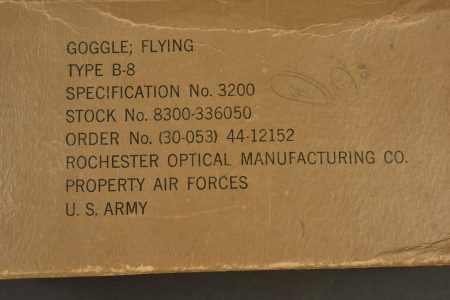 GOGGLE; FLYING
TYPE B-8
SPECIFICATION No. 3200
STOCK No. 8300-336050
ORDER No. (30-053) 44-12152
ROCHESTER OPTICAL MANUFACTURING CO.
PROPERTY AIR FORCES
U. S. ARMY